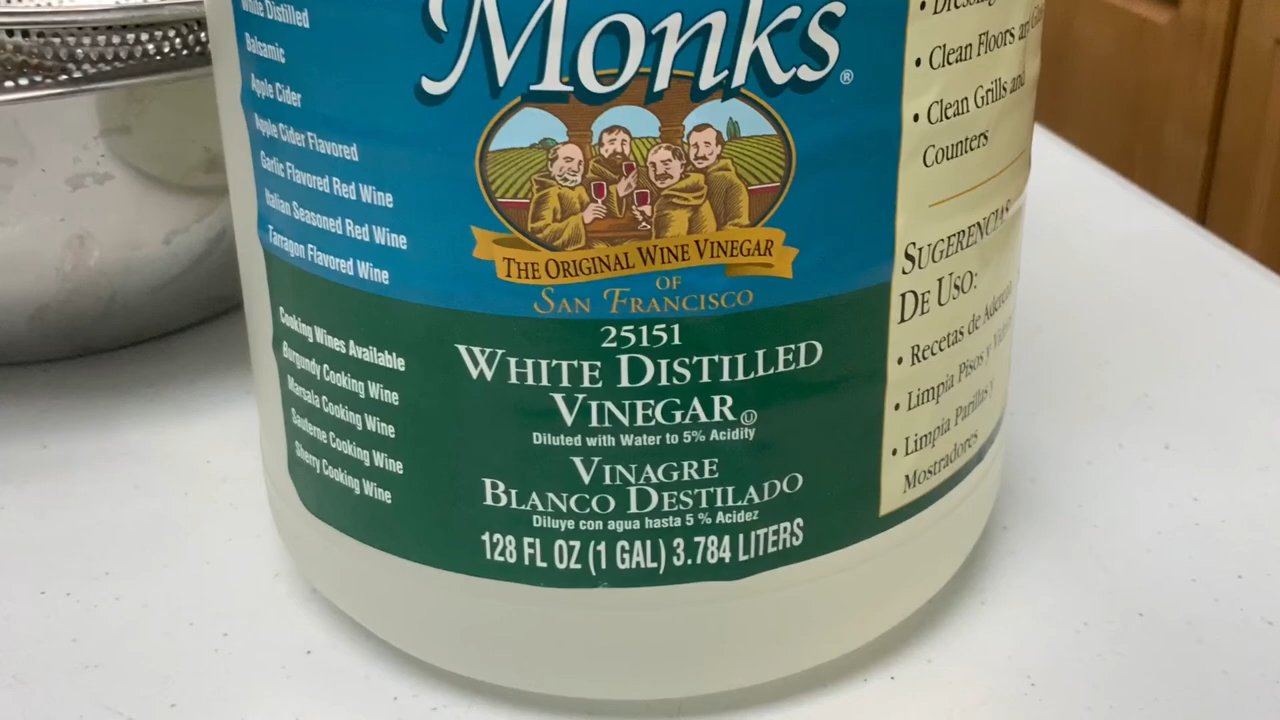 White Distilled
Balsamic
Apple Cider
Apple Cider Flavored
Garlic Flavored Red Wine
Italian Seasoned Red Wine
Tarragon Flavored Wine
Cooking Wines Available
Burgundy Cooking Wine
Marsala Cooking Wine
Sauterne Cooking Wine
Sherry Cooking Wine
Monks®
THE ORIGINAL WINE VINEGAR
OF
SAN FRANCISCO
25151
WHITE DISTILLED
VINEGAR Ⓤ
Diluted with Water to 5% Acidity
VINAGRE
BLANCO DESTILADO
Diluye con agua hasta 5 % Acidez
128 FL OZ (1 GAL) 3.784 LITERS
• Clean Floors and
• Clean Grills and
Counters
SUGERENCIAS
DE USO:
• Recetas de
• Limpia Pisos y
• Limpia Parillas y
Mostradores